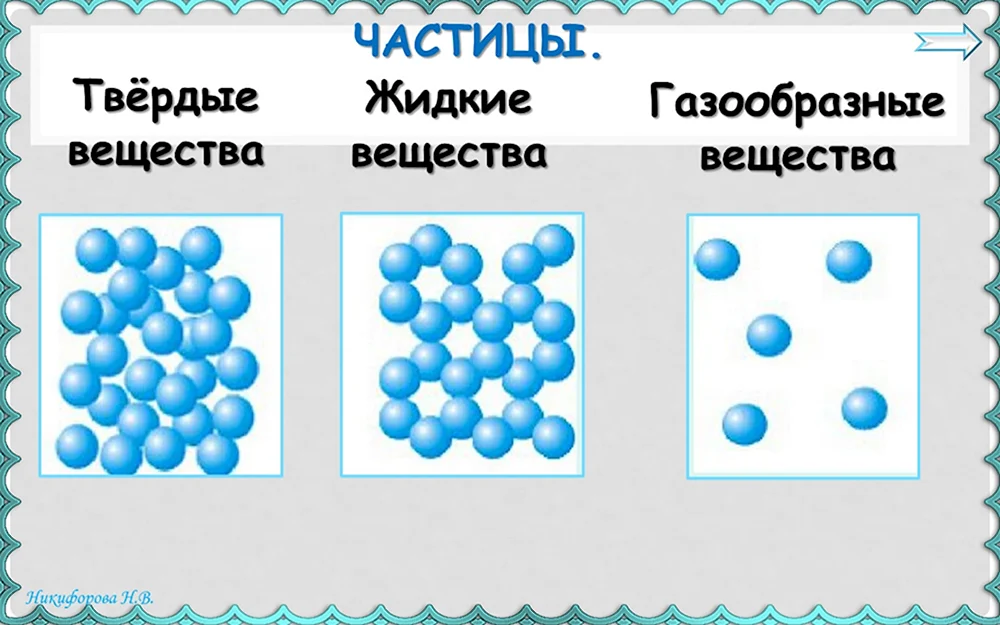 ЧАСТИЦЫ.
Твёрдые
вещества
Жидкие
вещества
Газообразные
вещества
Никифорова Н.В.